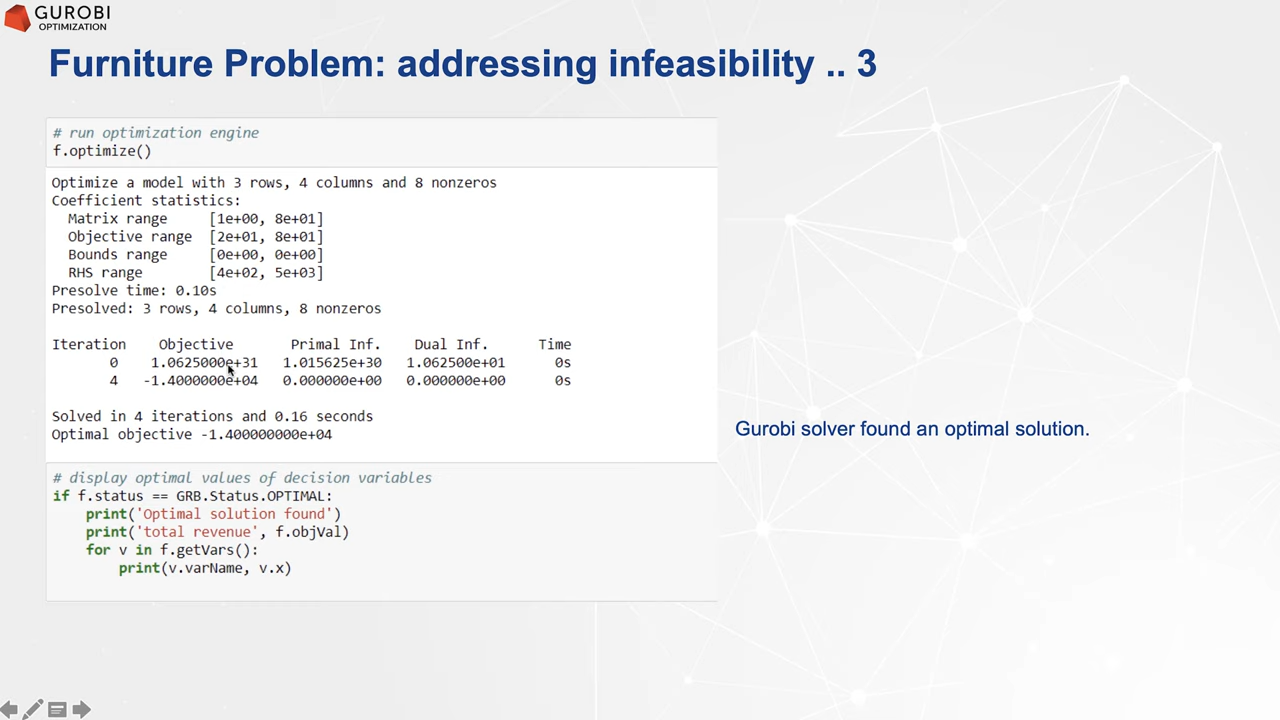 GUROBI
OPTIMIZATION
Furniture Problem: addressing infeasibility .. 3
# run optimization engine
f.optimize()
Optimize a model with 3 rows, 4 columns and 8 nonzeros
Coefficient statistics:
  Matrix range     [1e+00, 8e+01]
  Objective range  [2e+01, 8e+01]
  Bounds range     [0e+00, 0e+00]
  RHS range        [4e+02, 5e+03]
Presolve time: 0.10s
Presolved: 3 rows, 4 columns, 8 nonzeros
Iteration    Objective       Primal Inf.    Dual Inf.      Time
       0    1.0625000e+31   1.015625e+30   1.062500e+01      0s
       4   -1.4000000e+04   0.000000e+00   0.000000e+00      0s
Solved in 4 iterations and 0.16 seconds
Optimal objective -1.400000000e+04
Gurobi solver found an optimal solution.
# display optimal values of decision variables
if f.status == GRB.Status.OPTIMAL:
    print('Optimal solution found')
    print('total revenue', f.objVal)
    for v in f.getVars():
        print(v.varName, v.x)